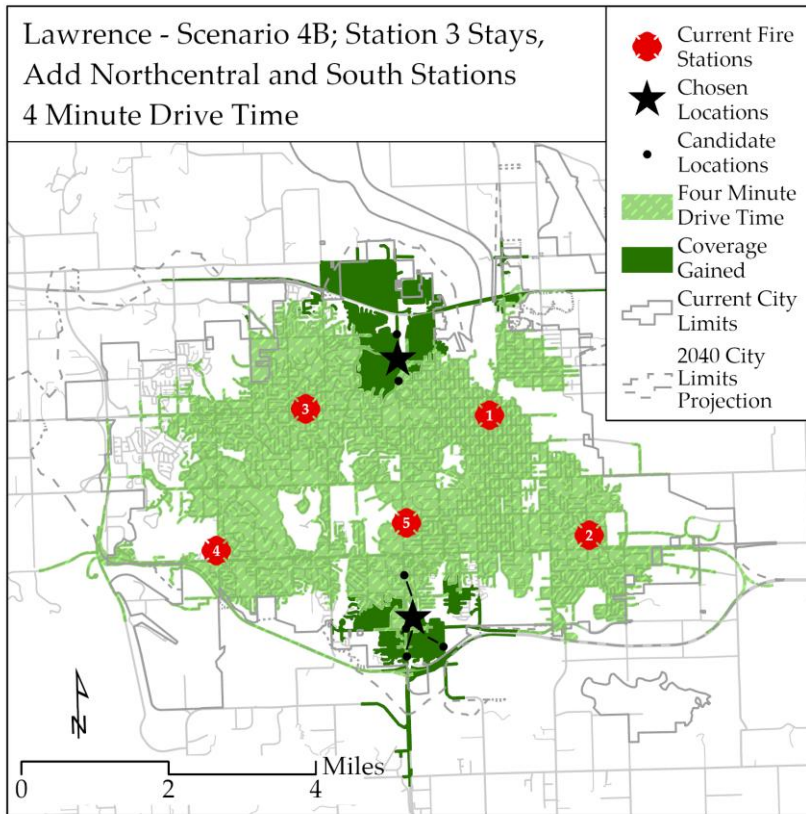 Lawrence - Scenario 4B; Station 3 Stays,
Add Northcentral and South Stations
4 Minute Drive Time
Current Fire
Stations
Chosen
Locations
Candidate
Locations
Four Minute
Drive Time
Coverage
Gained
Current City
Limits
2040 City
Limits
Projection
3
1
5
2
4
N
Miles
0 2 4